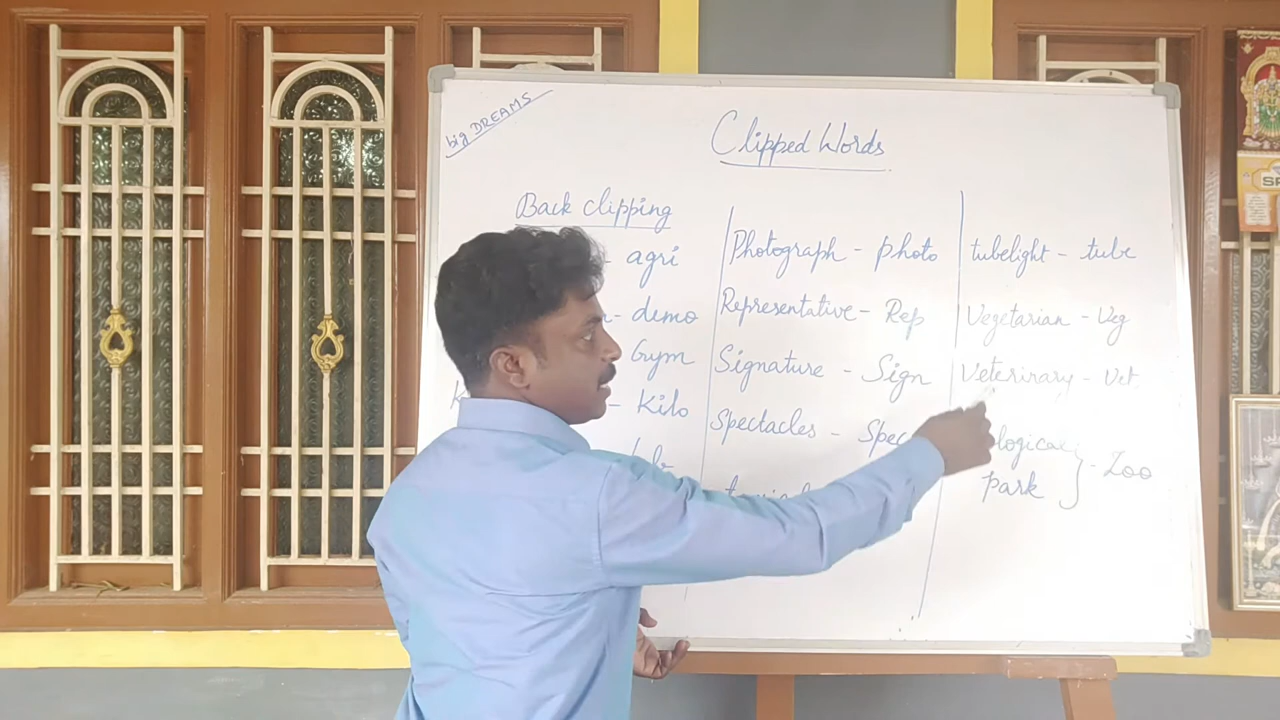 big DREAMS
Clipped Words
Back clipping
- agri
- demo
Gym
- Kilo
Photograph - photo
Representative - Rep
Signature - Sign
Spectacles - Spec
tubelight - tube
Vegetarian - Veg
Veterinary - Vet.
park
- Zoo